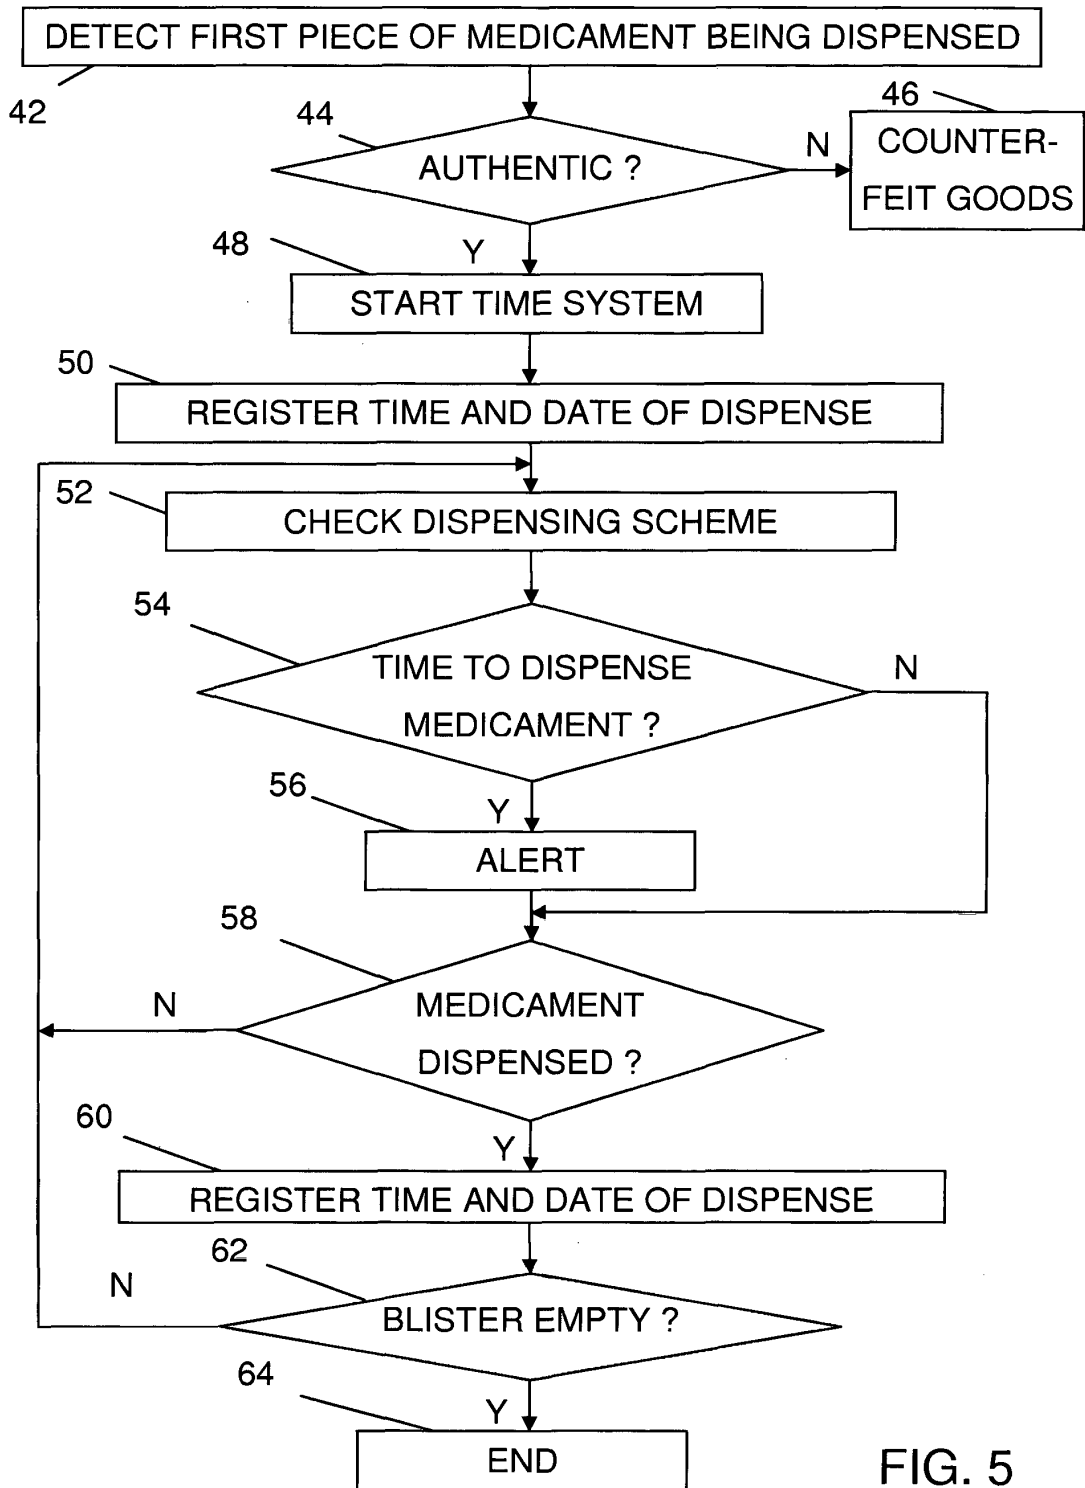 DETECT FIRST PIECE OF MEDICAMENT BEING DISPENSED
42
44
AUTHENTIC ?
N
46
COUNTER-
FEIT GOODS
Y
48
START TIME SYSTEM
50
REGISTER TIME AND DATE OF DISPENSE
52
CHECK DISPENSING SCHEME
54
TIME TO DISPENSE
MEDICAMENT ?
N
Y
56
ALERT
58
MEDICAMENT
DISPENSED ?
N
Y
60
REGISTER TIME AND DATE OF DISPENSE
62
BLISTER EMPTY ?
N
Y
64
END
FIG. 5